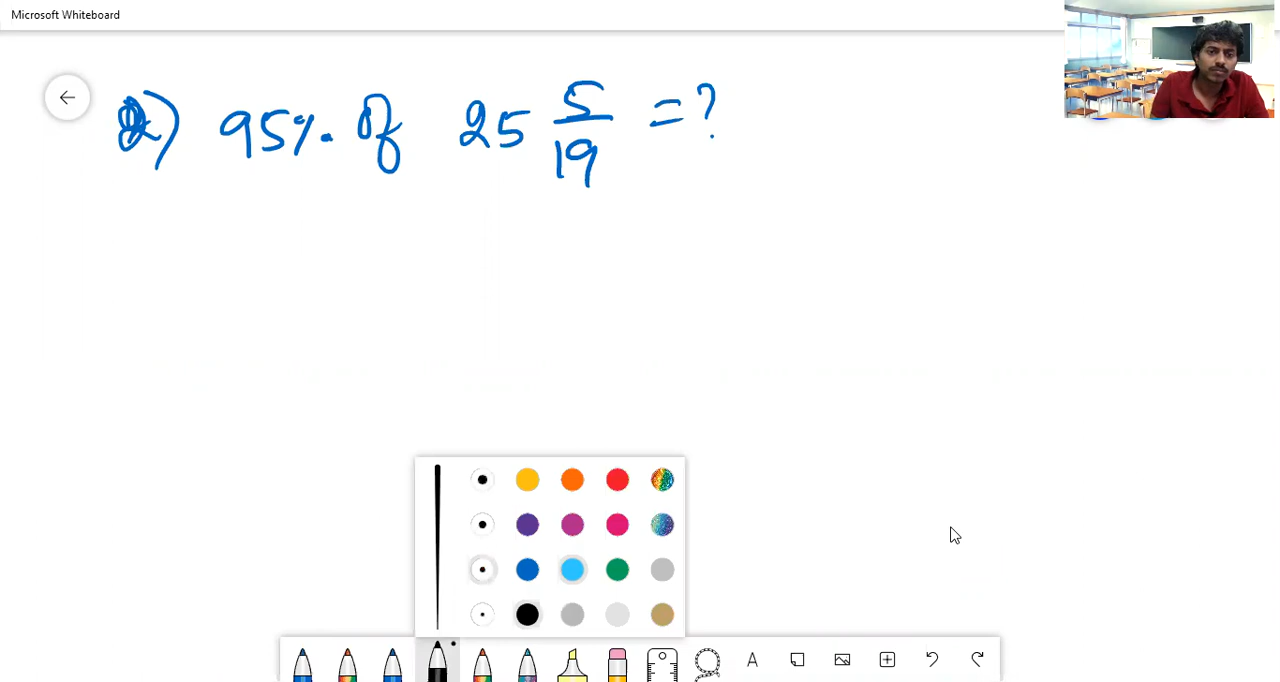 Microsoft Whiteboard
2) 95% of 25 5/19 = ?
A